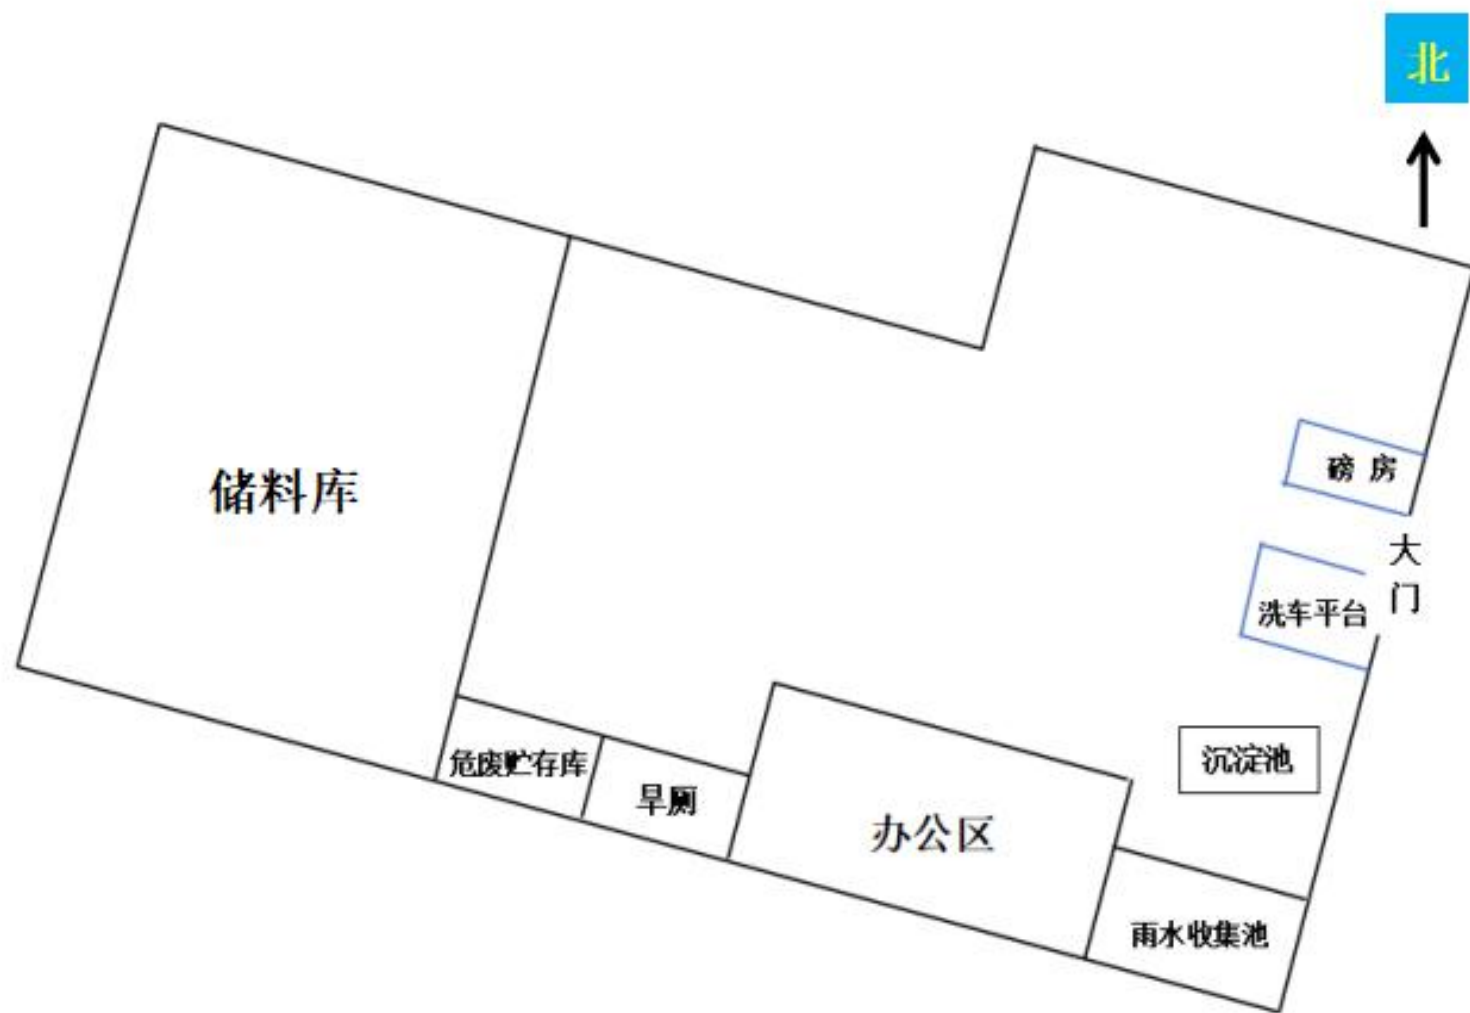 北
磅 房
储料库
大
门
洗车平台
沉淀池
危废贮存库
旱厕
办公区
雨水收集池